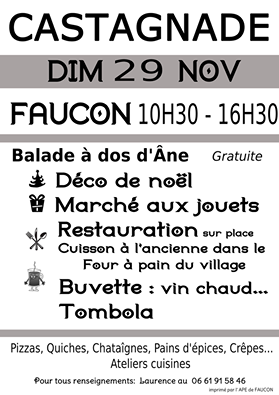 CASTAGNADE
DIM 29 NOV
FAUCON 10H30 - 16H30
Balade à dos d'Âne Gratuite
Déco de noël
Marché aux jouets
Restauration sur place
Cuisson à l'ancienne dans le
Four à pain du village
Buvette : vin chaud...
Tombola
Pizzas, Quiches, Chataîgnes, Pains d'épices, Crêpes...
Ateliers cuisines
Pour tous renseignements: Laurence au 06 61 91 58 46
imprimé par l'APE de FAUCON